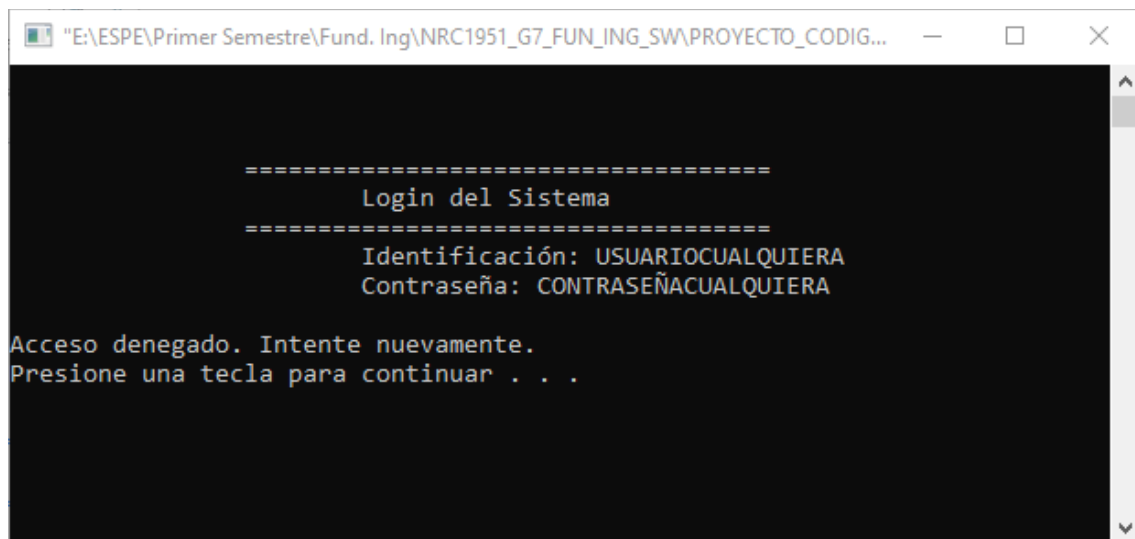 "E:\ESPE\Primer Semestre\Fund. Ing\NRC1951_G7_FUN_ING_SW\PROYECTO_CODIG...
=====================================
Login del Sistema
=====================================
Identificación: USUARIOCUALQUIERA
Contraseña: CONTRASEÑACUALQUIERA
Acceso denegado. Intente nuevamente.
Presione una tecla para continuar . . .